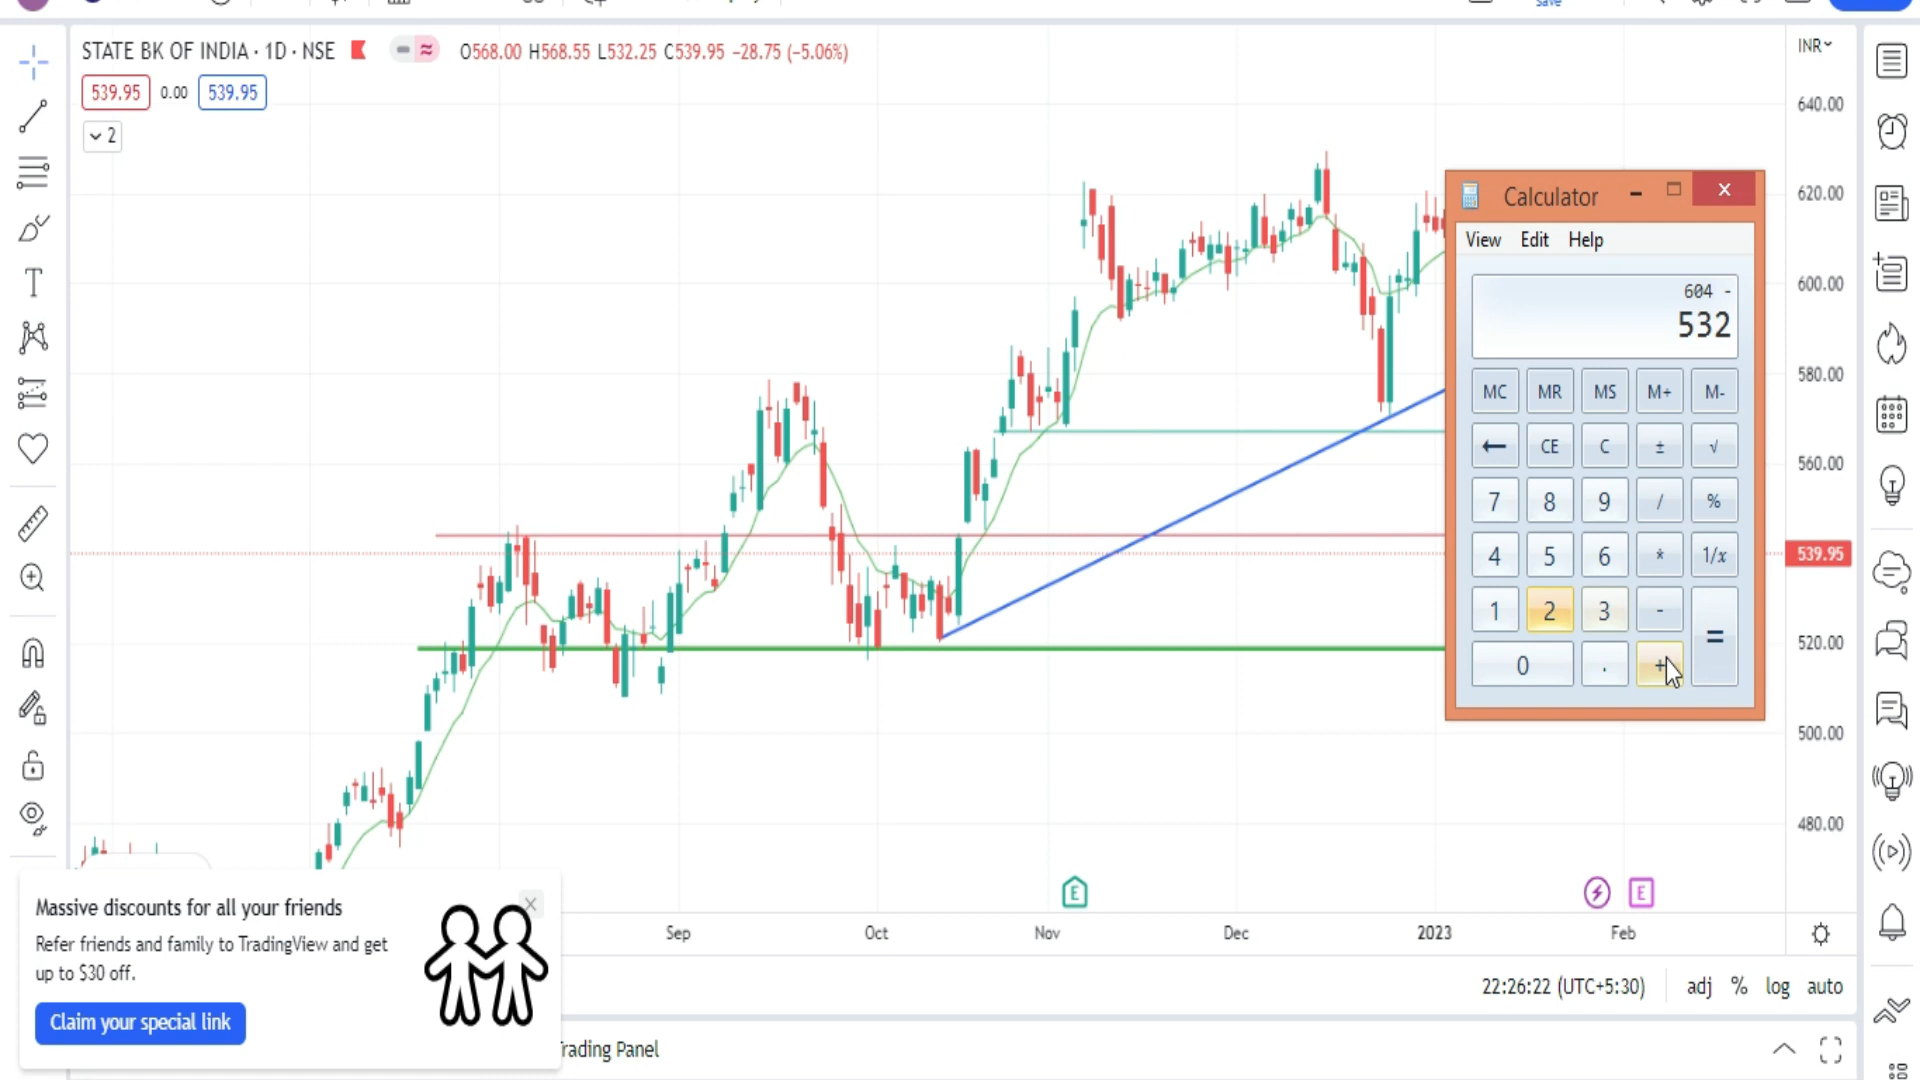 Save
STATE BK OF INDIA · 1D · NSE
O568.00 H568.55 L532.25 C539.95 −28.75 (−5.06%)
INR
539.95 0.00 539.95
2
640.00
620.00
600.00
580.00
560.00
539.95
520.00
500.00
480.00
Calculator
View Edit Help
604 -
532
MC MR MS M+ M-
← CE C ± √
7 8 9 / %
4 5 6 * 1/x
1 2 3 -
=
0 . +
E
E
Sep Oct Nov Dec 2023 Feb
Massive discounts for all your friends
Refer friends and family to TradingView and get
up to $30 off.
Claim your special link
22:26:22 (UTC+5:30) adj % log auto
Trading Panel